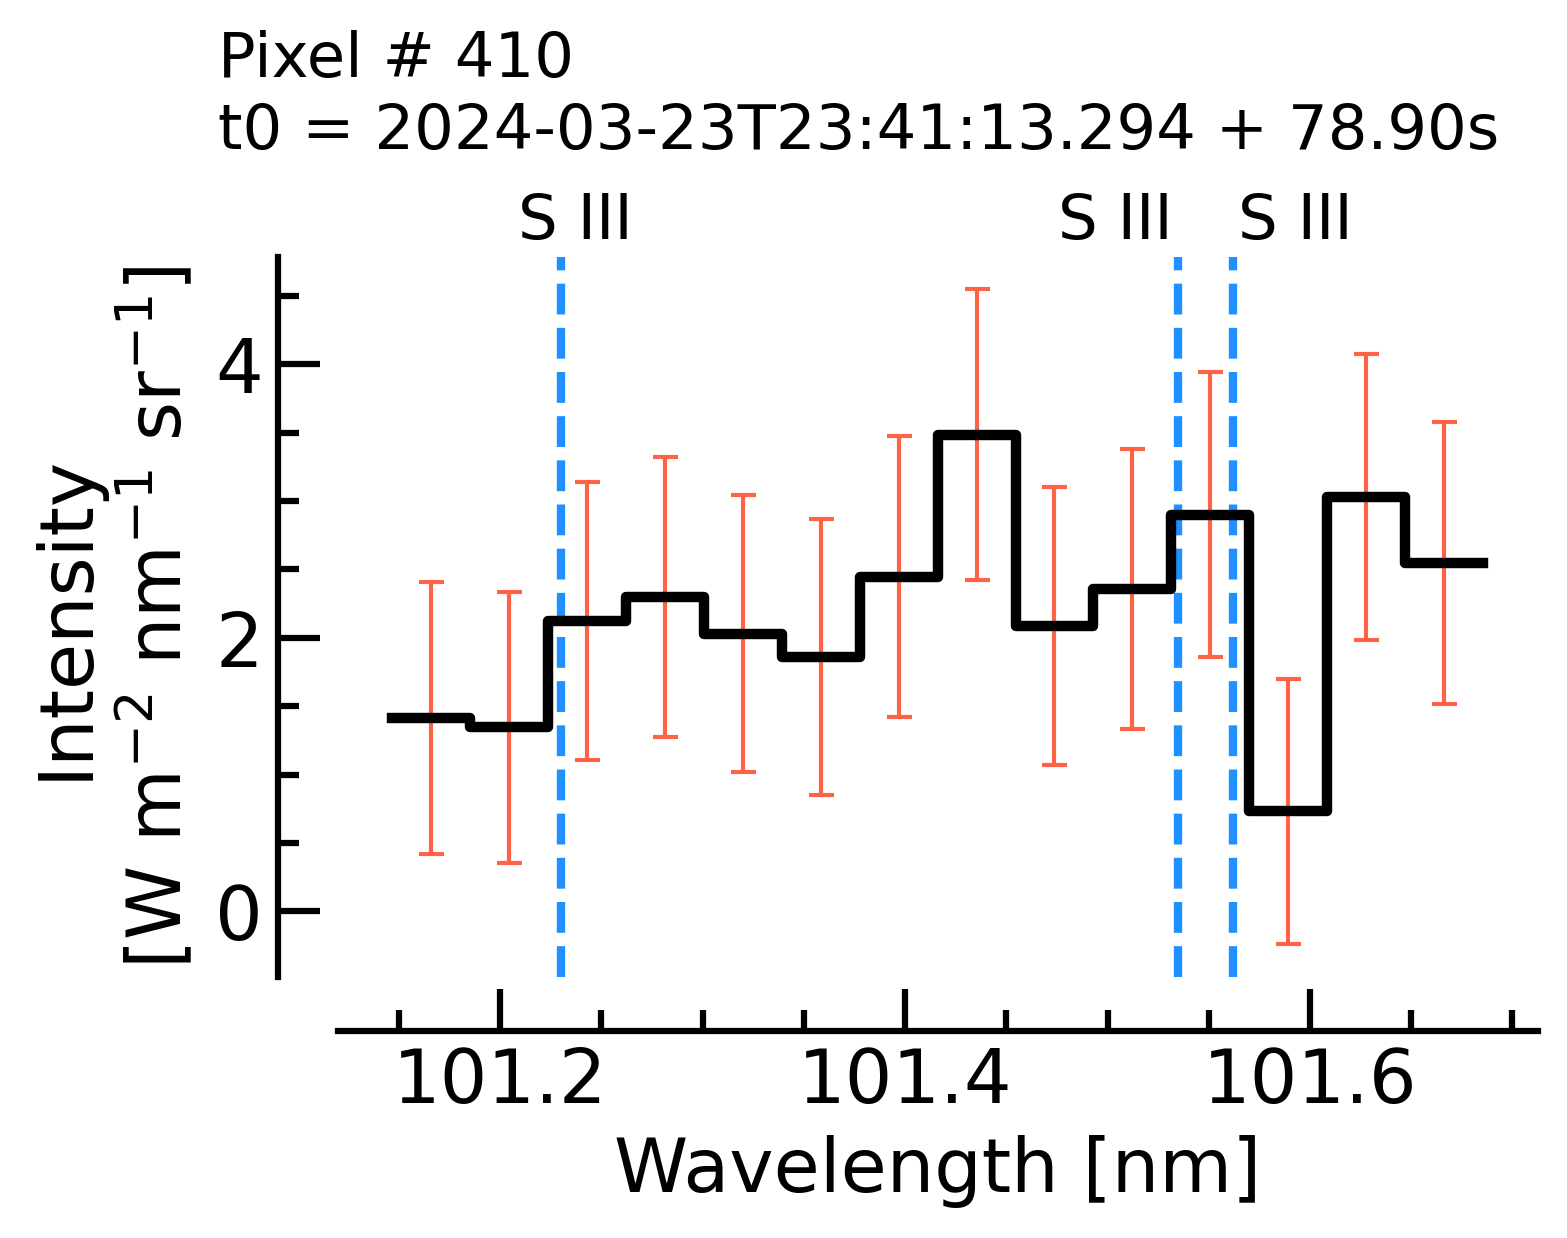 Pixel # 410
t0 = 2024-03-23T23:41:13.294 + 78.90s
S III S III S III
Intensity
[W m⁻² nm⁻¹ sr⁻¹]
4
2
0
101.2 101.4 101.6
Wavelength [nm]